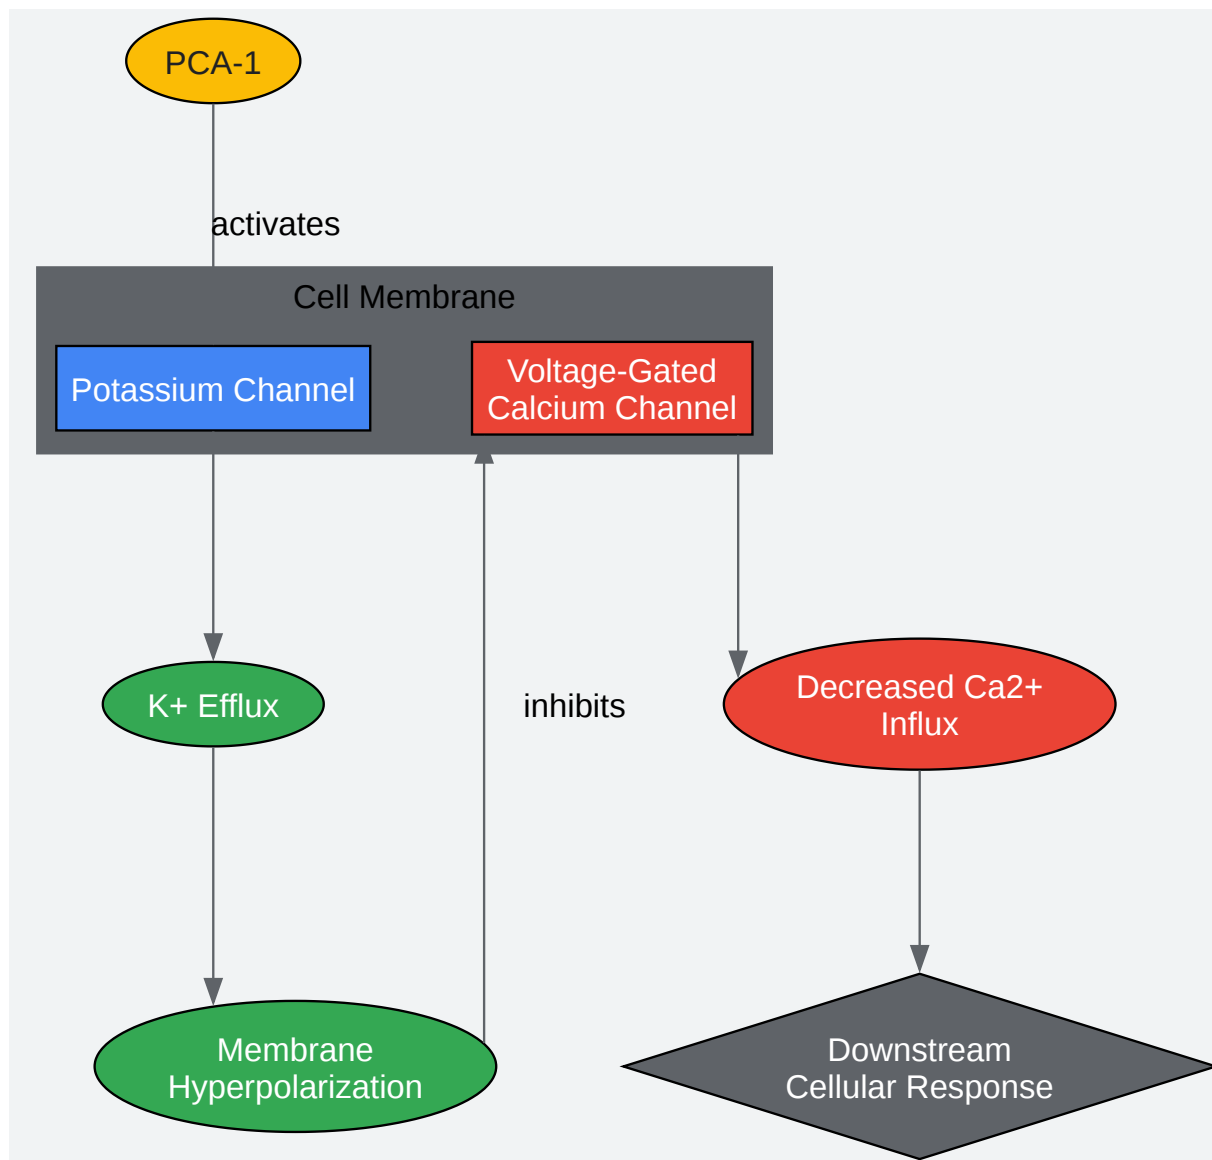 PCA-1
activates
Cell Membrane
Potassium Channel
Voltage-Gated
Calcium Channel
K+ Efflux
inhibits
Decreased Ca2+
Influx
Membrane
Hyperpolarization
Downstream
Cellular Response